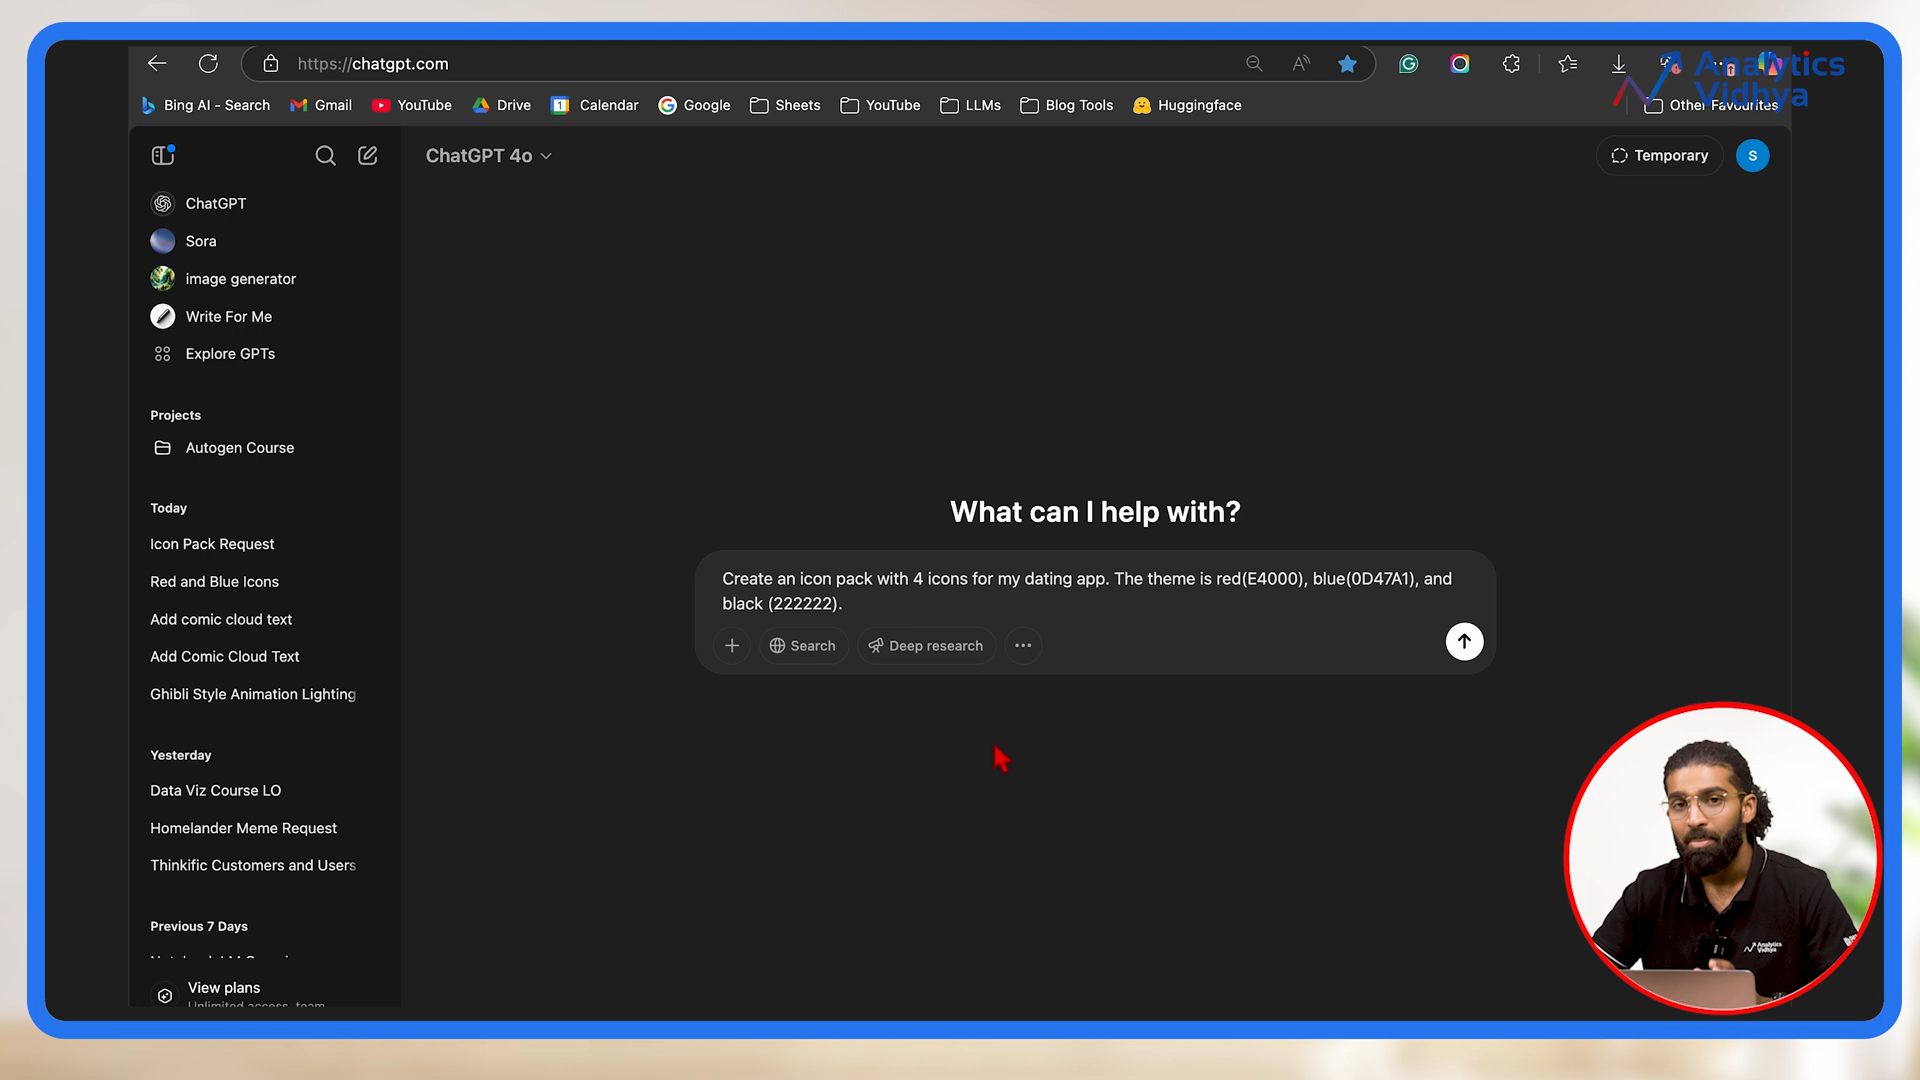 https://chatgpt.com
Analytics
Vidhya
Bing AI - Search
Gmail
YouTube
Drive
Calendar
Google
Sheets
YouTube
LLMs
Blog Tools
Huggingface
Other Favourites
ChatGPT 4o
Temporary
S
ChatGPT
Sora
image generator
Write For Me
Explore GPTs
Projects
Autogen Course
Today
Icon Pack Request
Red and Blue Icons
Add comic cloud text
Add Comic Cloud Text
Ghibli Style Animation Lighting
Yesterday
Data Viz Course LO
Homelander Meme Request
Thinkific Customers and Users
Previous 7 Days
View plans
Unlimited access, team
What can I help with?
Create an icon pack with 4 icons for my dating app. The theme is red(E4000), blue(0D47A1), and
black (222222).
Search
Deep research
Analytics
Vidhya